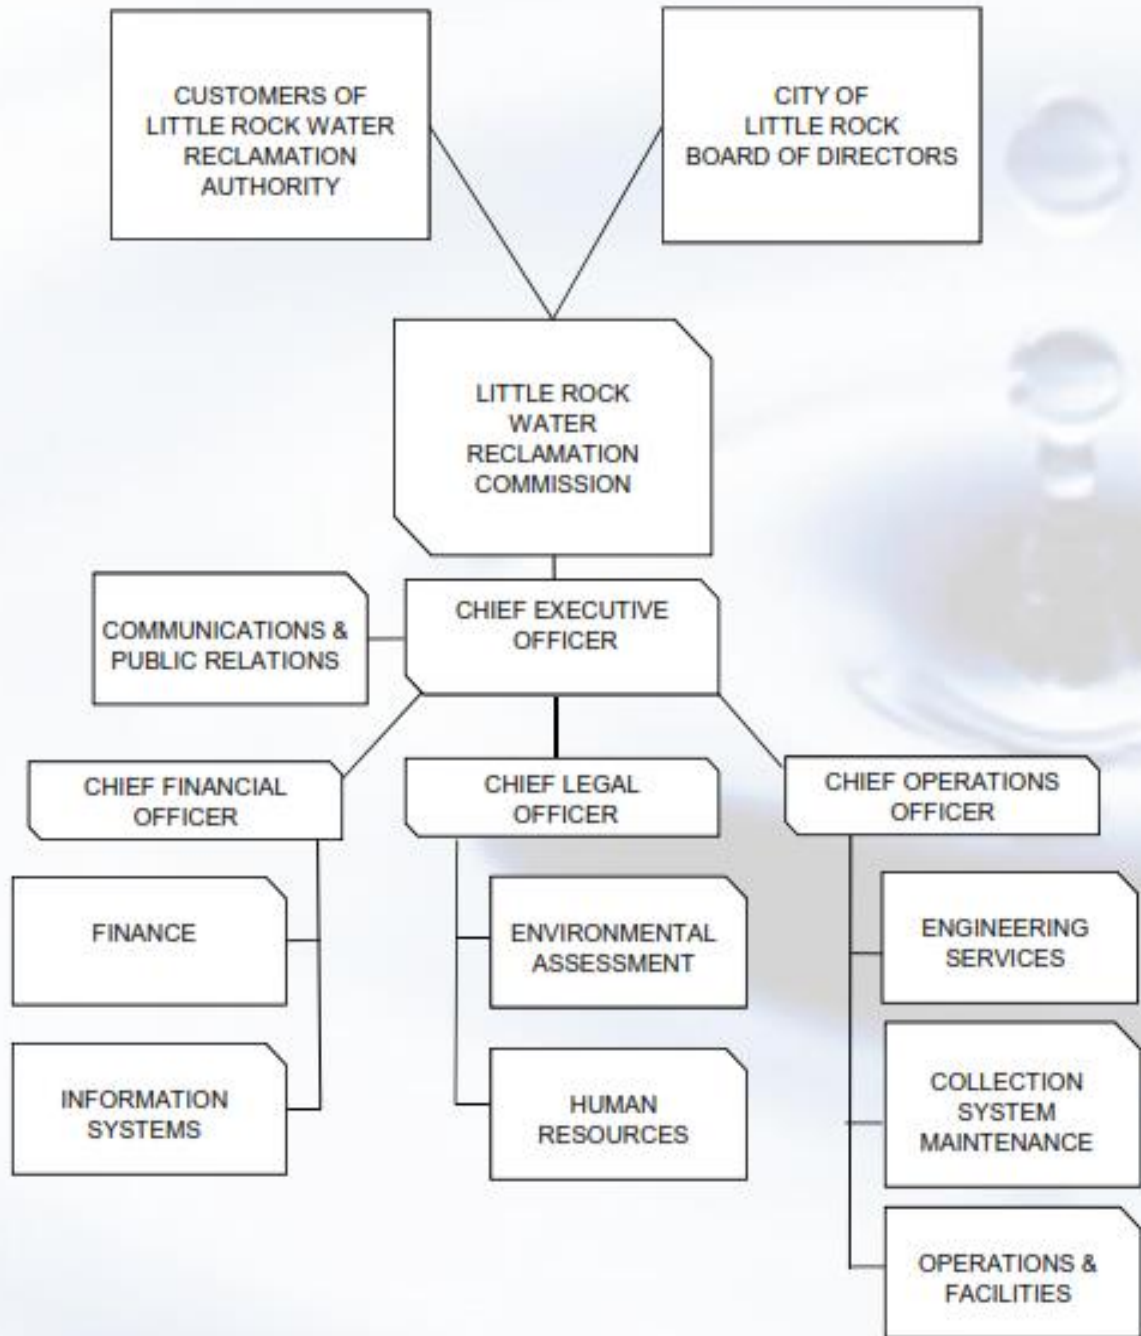 CUSTOMERS OF
LITTLE ROCK WATER
RECLAMATION
AUTHORITY
CITY OF
LITTLE ROCK
BOARD OF DIRECTORS
LITTLE ROCK
WATER
RECLAMATION
COMMISSION
COMMUNICATIONS &
PUBLIC RELATIONS
CHIEF EXECUTIVE
OFFICER
CHIEF FINANCIAL
OFFICER
CHIEF LEGAL
OFFICER
CHIEF OPERATIONS
OFFICER
FINANCE
ENVIRONMENTAL
ASSESSMENT
ENGINEERING
SERVICES
INFORMATION
SYSTEMS
HUMAN
RESOURCES
COLLECTION
SYSTEM
MAINTENANCE
OPERATIONS &
FACILITIES